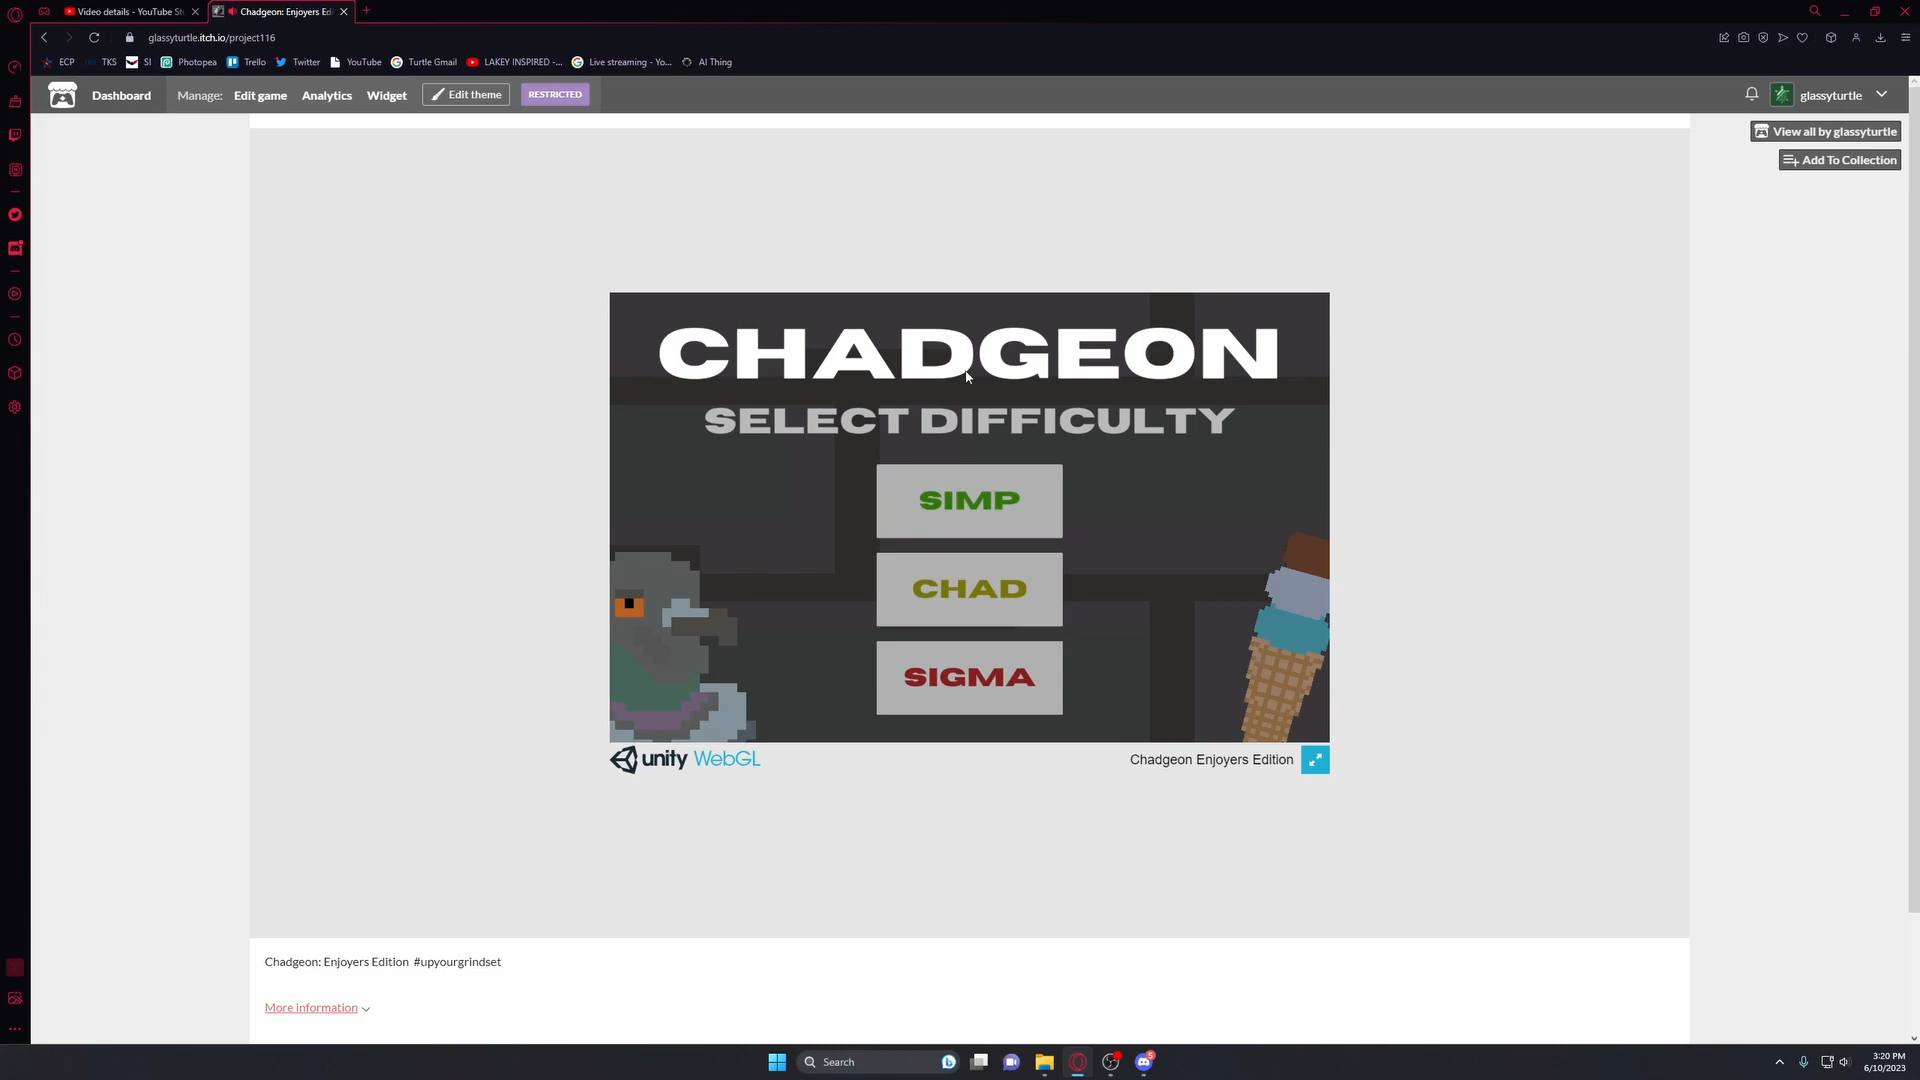 Video details - YouTube St
Chadgeon: Enjoyers Ed
glassyturtle.itch.io/project116
ECP
TKS
SI
Photopea
Trello
Twitter
YouTube
Turtle Gmail
LAKEY INSPIRED -...
Live streaming - Yo...
AI Thing
Dashboard
Manage:
Edit game
Analytics
Widget
Edit theme
RESTRICTED
glassyturtle
View all by glassyturtle
Add To Collection
CHADGEON
SELECT DIFFICULTY
SIMP
CHAD
SIGMA
unity WebGL
Chadgeon Enjoyers Edition
Chadgeon: Enjoyers Edition #upyourgrindset
More information
Search
5
3:20 PM
6/10/2023